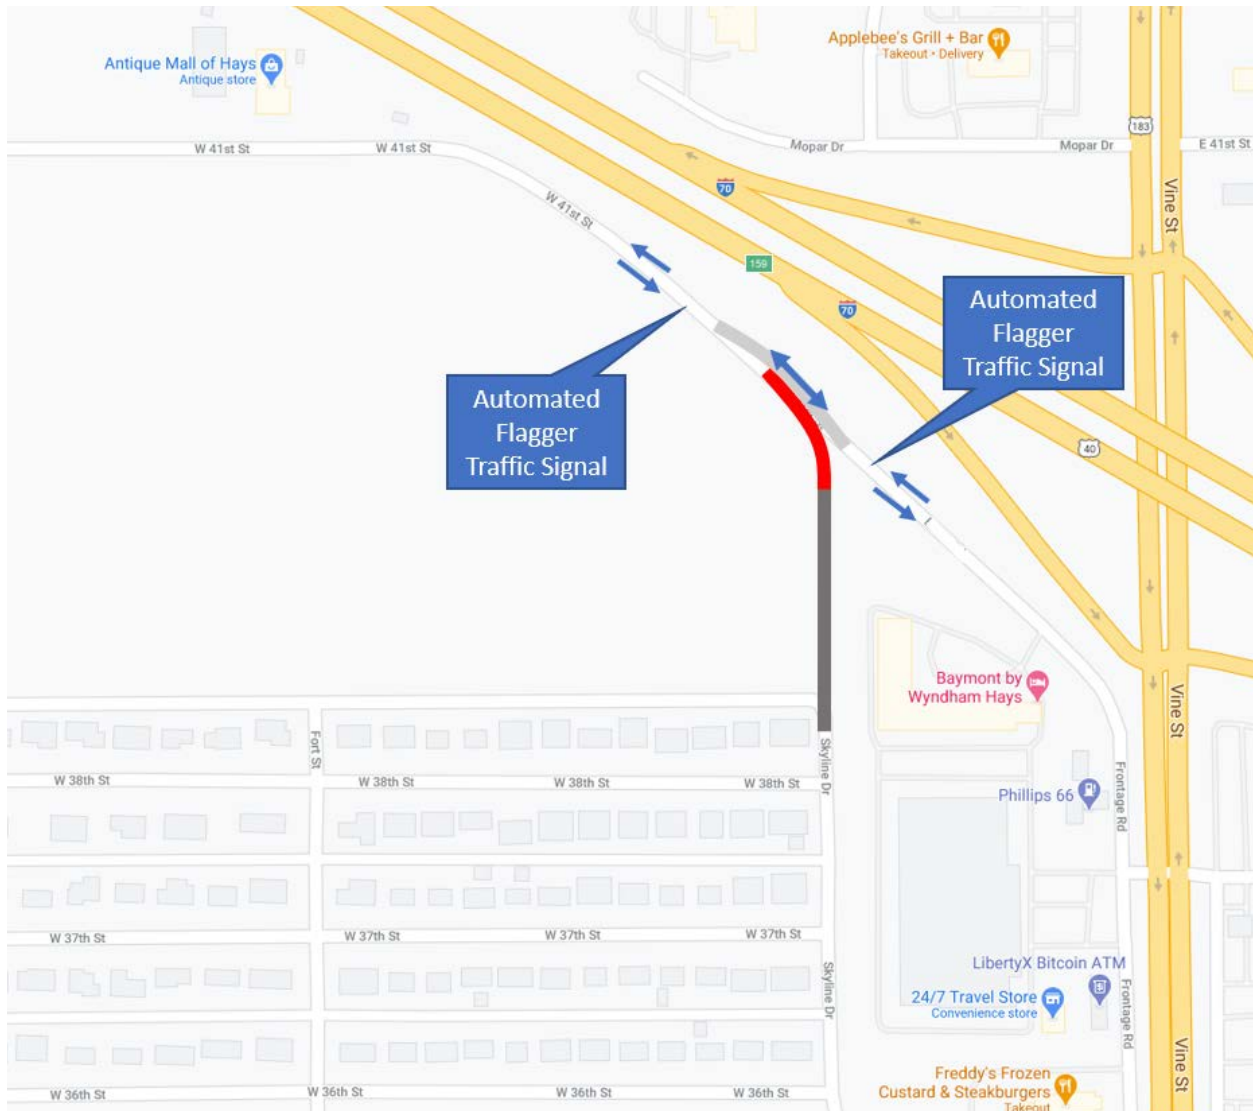 Applebee's Grill + Bar
Takeout • Delivery
Antique Mall of Hays
Antique store
183
W 41st St
W 41st St
Mopar Dr
Mopar Dr
E 41st St
70
W 41st St
Vine St
159
70
Automated
Flagger
Traffic Signal
Automated
Flagger
Traffic Signal
40
Baymont by
Wyndham Hays
Vine St
Fort St
Skyline Dr
W 38th St
W 38th St
W 38th St
W 38th St
Phillips 66
Frontage Rd
W 37th St
W 37th St
W 37th St
W 37th St
LibertyX Bitcoin ATM
Skyline Dr
24/7 Travel Store
Convenience store
Frontage Rd
Vine St
Freddy's Frozen
Custard & Steakburgers
Takeout
W 36th St
W 36th St
W 36th St
W 36th St